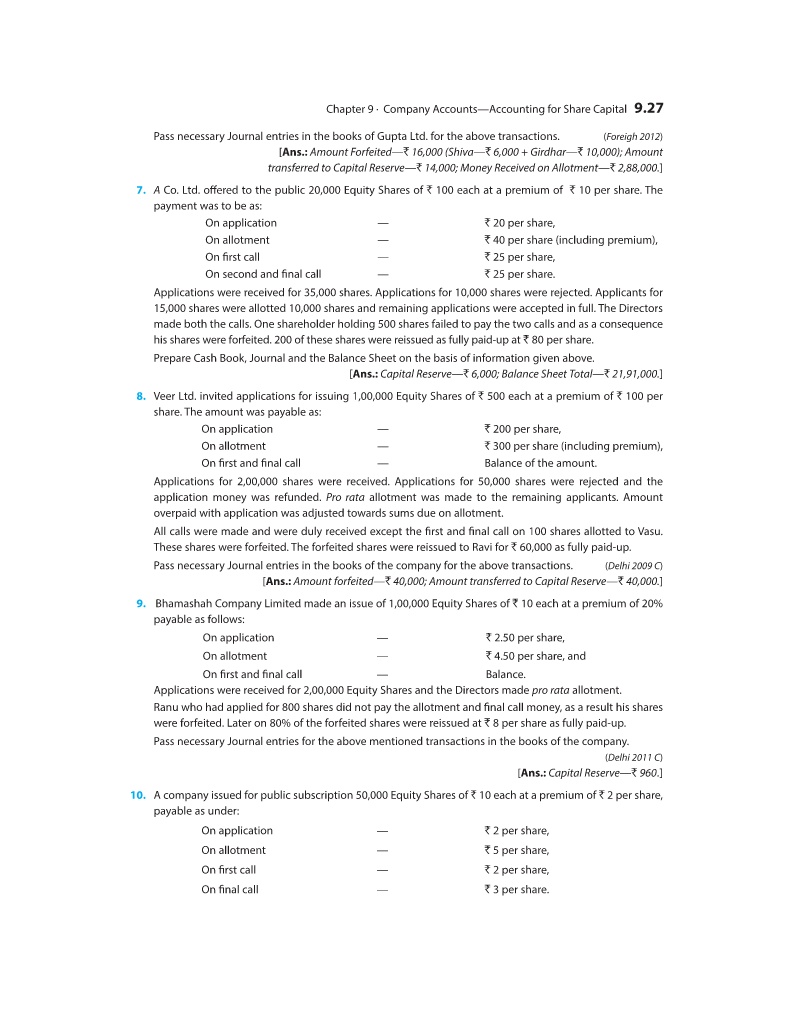 Chapter 9 · Company Accounts—Accounting for Share Capital 9.27
Pass necessary Journal entries in the books of Gupta Ltd. for the above transactions. (Foreigh 2012)
[Ans.: Amount Forfeited—₹ 16,000 (Shiva—₹ 6,000 + Girdhar—₹ 10,000); Amount
transferred to Capital Reserve—₹ 14,000; Money Received on Allotment—₹ 2,88,000.]
7. A Co. Ltd. offered to the public 20,000 Equity Shares of ₹ 100 each at a premium of ₹ 10 per share. The
payment was to be as:
On application — ₹ 20 per share,
On allotment — ₹ 40 per share (including premium),
On first call — ₹ 25 per share,
On second and final call — ₹ 25 per share.
Applications were received for 35,000 shares. Applications for 10,000 shares were rejected. Applicants for
15,000 shares were allotted 10,000 shares and remaining applications were accepted in full. The Directors
made both the calls. One shareholder holding 500 shares failed to pay the two calls and as a consequence
his shares were forfeited. 200 of these shares were reissued as fully paid-up at ₹ 80 per share.
Prepare Cash Book, Journal and the Balance Sheet on the basis of information given above.
[Ans.: Capital Reserve—₹ 6,000; Balance Sheet Total—₹ 21,91,000.]
8. Veer Ltd. invited applications for issuing 1,00,000 Equity Shares of ₹ 500 each at a premium of ₹ 100 per
share. The amount was payable as:
On application — ₹ 200 per share,
On allotment — ₹ 300 per share (including premium),
On first and final call — Balance of the amount.
Applications for 2,00,000 shares were received. Applications for 50,000 shares were rejected and the
application money was refunded. Pro rata allotment was made to the remaining applicants. Amount
overpaid with application was adjusted towards sums due on allotment.
All calls were made and were duly received except the first and final call on 100 shares allotted to Vasu.
These shares were forfeited. The forfeited shares were reissued to Ravi for ₹ 60,000 as fully paid-up.
Pass necessary Journal entries in the books of the company for the above transactions. (Delhi 2009 C)
[Ans.: Amount forfeited—₹ 40,000; Amount transferred to Capital Reserve—₹ 40,000.]
9. Bhamashah Company Limited made an issue of 1,00,000 Equity Shares of ₹ 10 each at a premium of 20%
payable as follows:
On application — ₹ 2.50 per share,
On allotment — ₹ 4.50 per share, and
On first and final call — Balance.
Applications were received for 2,00,000 Equity Shares and the Directors made pro rata allotment.
Ranu who had applied for 800 shares did not pay the allotment and final call money, as a result his shares
were forfeited. Later on 80% of the forfeited shares were reissued at ₹ 8 per share as fully paid-up.
Pass necessary Journal entries for the above mentioned transactions in the books of the company.
(Delhi 2011 C)
[Ans.: Capital Reserve—₹ 960.]
10. A company issued for public subscription 50,000 Equity Shares of ₹ 10 each at a premium of ₹ 2 per share,
payable as under:
On application — ₹ 2 per share,
On allotment — ₹ 5 per share,
On first call — ₹ 2 per share,
On final call — ₹ 3 per share.